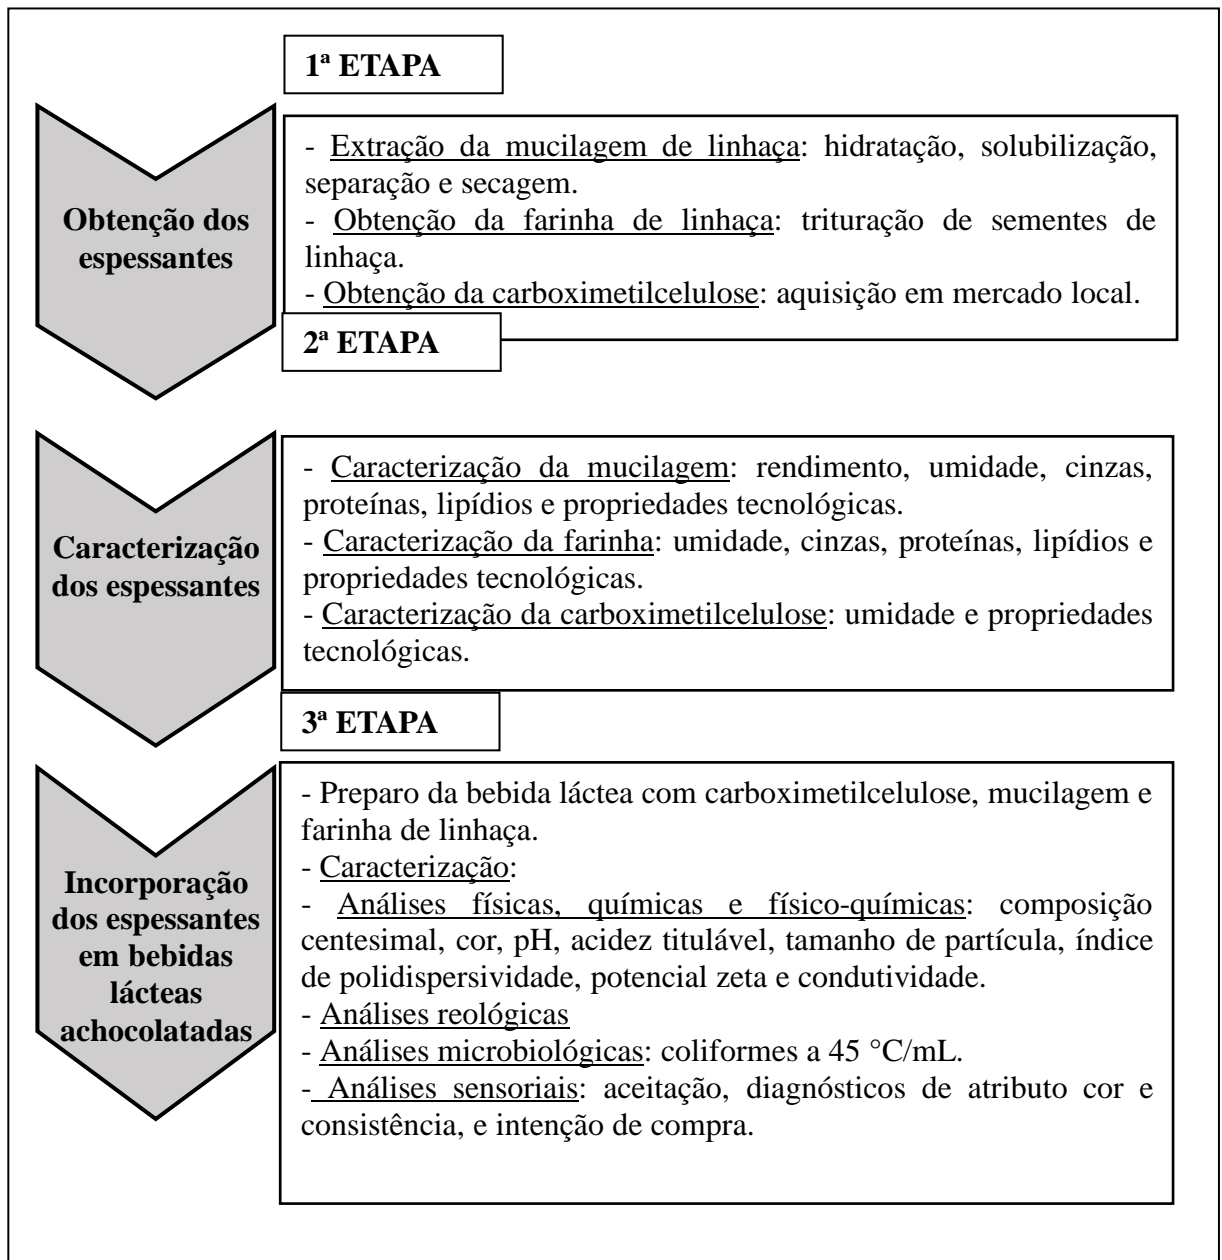 1ª ETAPA
Obtenção dos
espessantes
- Extração da mucilagem de linhaça: hidratação, solubilização,
separação e secagem.
- Obtenção da farinha de linhaça: trituração de sementes de
linhaça.
- Obtenção da carboximetilcelulose: aquisição em mercado local.
2ª ETAPA
Caracterização
dos espessantes
- Caracterização da mucilagem: rendimento, umidade, cinzas,
proteínas, lipídios e propriedades tecnológicas.
- Caracterização da farinha: umidade, cinzas, proteínas, lipídios e
propriedades tecnológicas.
- Caracterização da carboximetilcelulose: umidade e propriedades
tecnológicas.
3ª ETAPA
Incorporação
dos espessantes
em bebidas
lácteas
achocolatadas
- Preparo da bebida láctea com carboximetilcelulose, mucilagem e
farinha de linhaça.
- Caracterização:
- Análises físicas, químicas e físico-químicas: composição
centesimal, cor, pH, acidez titulável, tamanho de partícula, índice
de polidispersividade, potencial zeta e condutividade.
- Análises reológicas
- Análises microbiológicas: coliformes a 45 °C/mL.
- Análises sensoriais: aceitação, diagnósticos de atributo cor e
consistência, e intenção de compra.